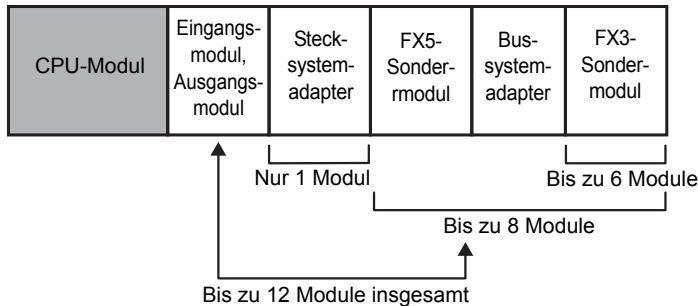 CPU-Modul
Eingangs-
modul,
Ausgangs-
modul
Steck-
system-
adapter
FX5-
Sonder-
rmodul
Bus-
system-
adapter
FX3-
Sonder-
modul
Nur 1 Modul
Bis zu 6 Module
Bis zu 8 Module
Bis zu 12 Module insgesamt